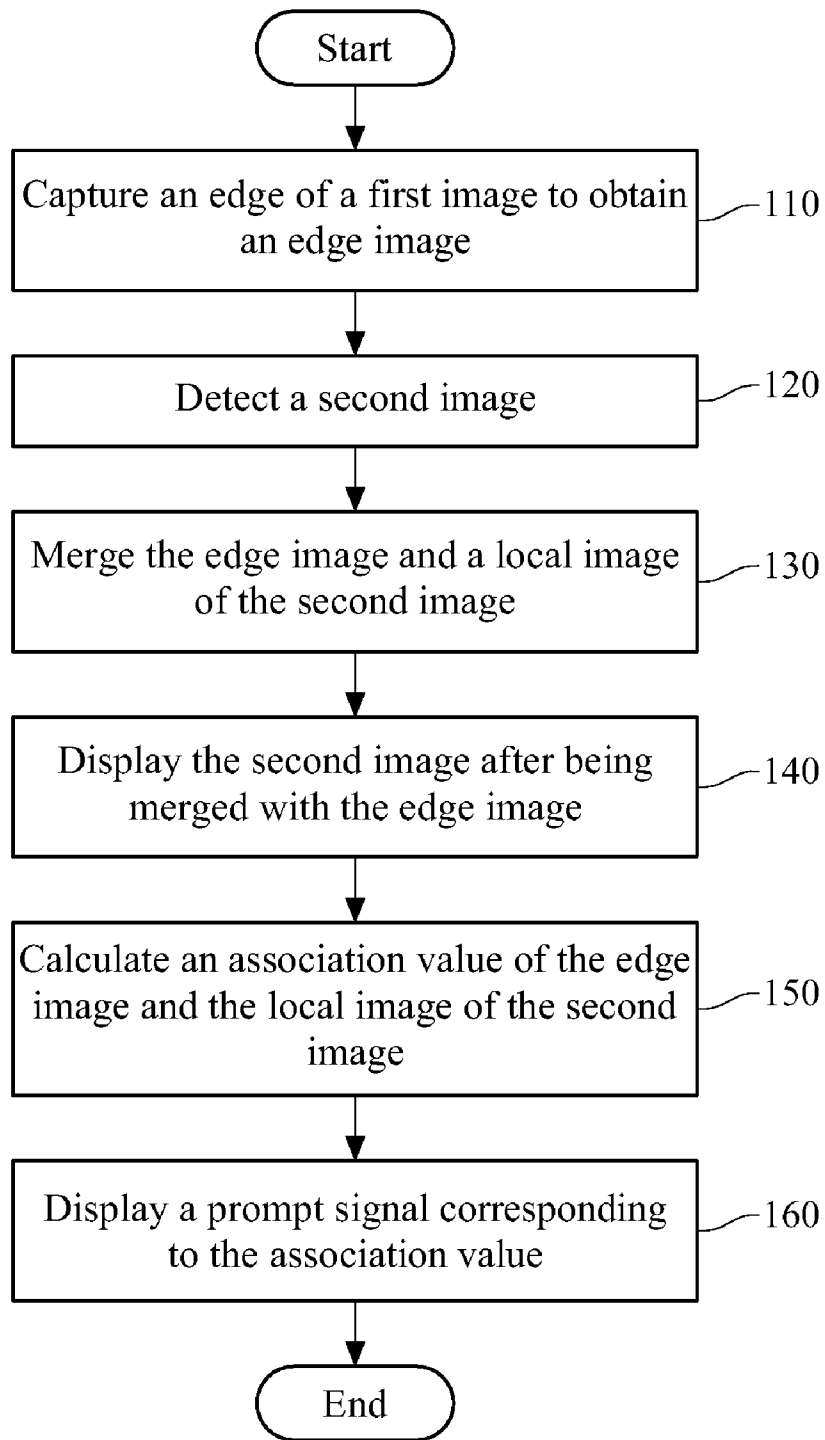 Start
Capture an edge of a first image to obtain
an edge image
110
Detect a second image
120
Merge the edge image and a local image
of the second image
130
Display the second image after being
merged with the edge image
140
Calculate an association value of the edge
image and the local image of the second
image
150
Display a prompt signal corresponding
to the association value
160
End